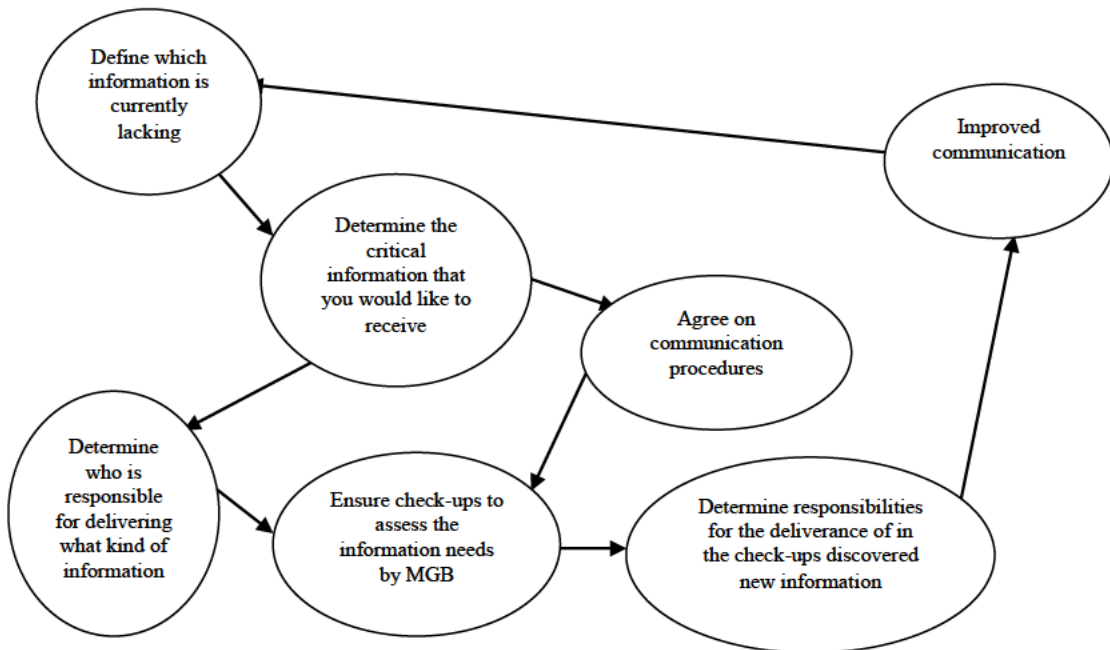 Define which
information is
currently
lacking
Improved
communication
Determine the
critical
information that
you would like to
receive
Agree on
communication
procedures
Determine
who is
responsible
for delivering
what kind of
information
Ensure check-ups to
assess the
information needs
by MGB
Determine responsibilities
for the deliverance of in
the check-ups discovered
new information